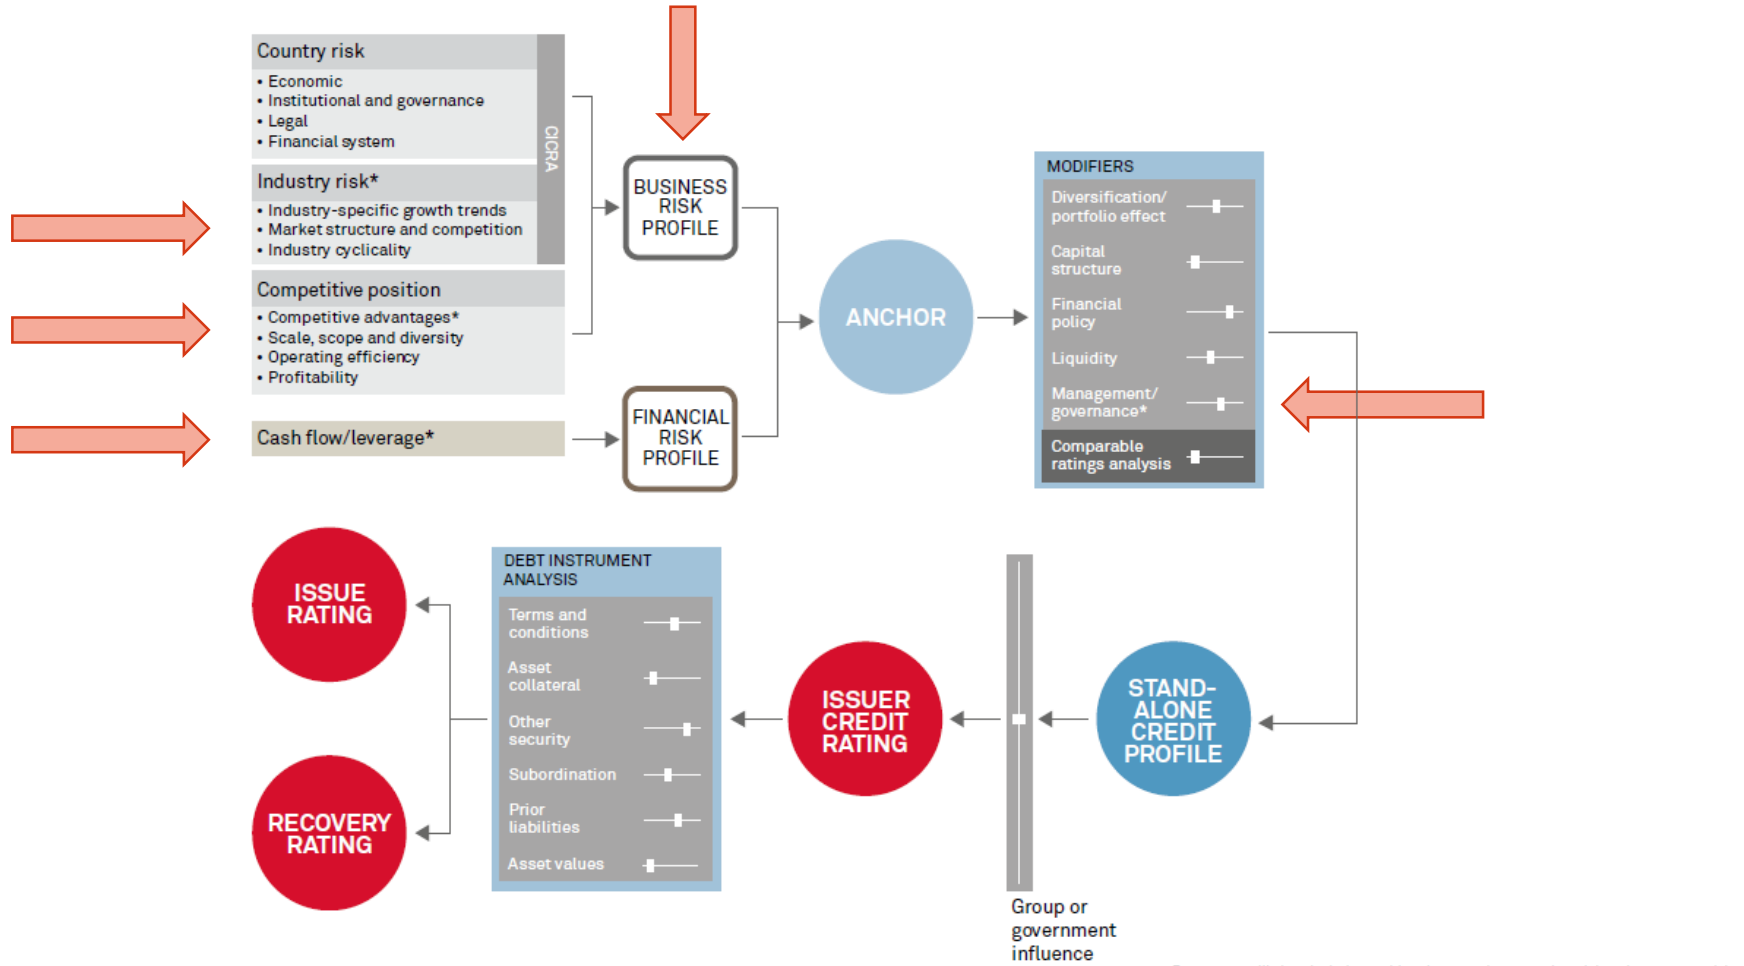 Country risk
• Economic
• Institutional and governance
• Legal
• Financial system
CICRA
Industry risk*
• Industry-specific growth trends
• Market structure and competition
• Industry cyclicality
Competitive position
• Competitive advantages*
• Scale, scope and diversity
• Operating efficiency
• Profitability
Cash flow/leverage*
BUSINESS
RISK
PROFILE
FINANCIAL
RISK
PROFILE
ANCHOR
MODIFIERS
Diversification/
portfolio effect
Capital
structure
Financial
policy
Liquidity
Management/
governance*
Comparable
ratings analysis
STAND-
ALONE
CREDIT
PROFILE
Group or
government
influence
ISSUER
CREDIT
RATING
DEBT INSTRUMENT
ANALYSIS
Terms and
conditions
Asset
collateral
Other
security
Subordination
Prior
liabilities
Asset values
ISSUE
RATING
RECOVERY
RATING